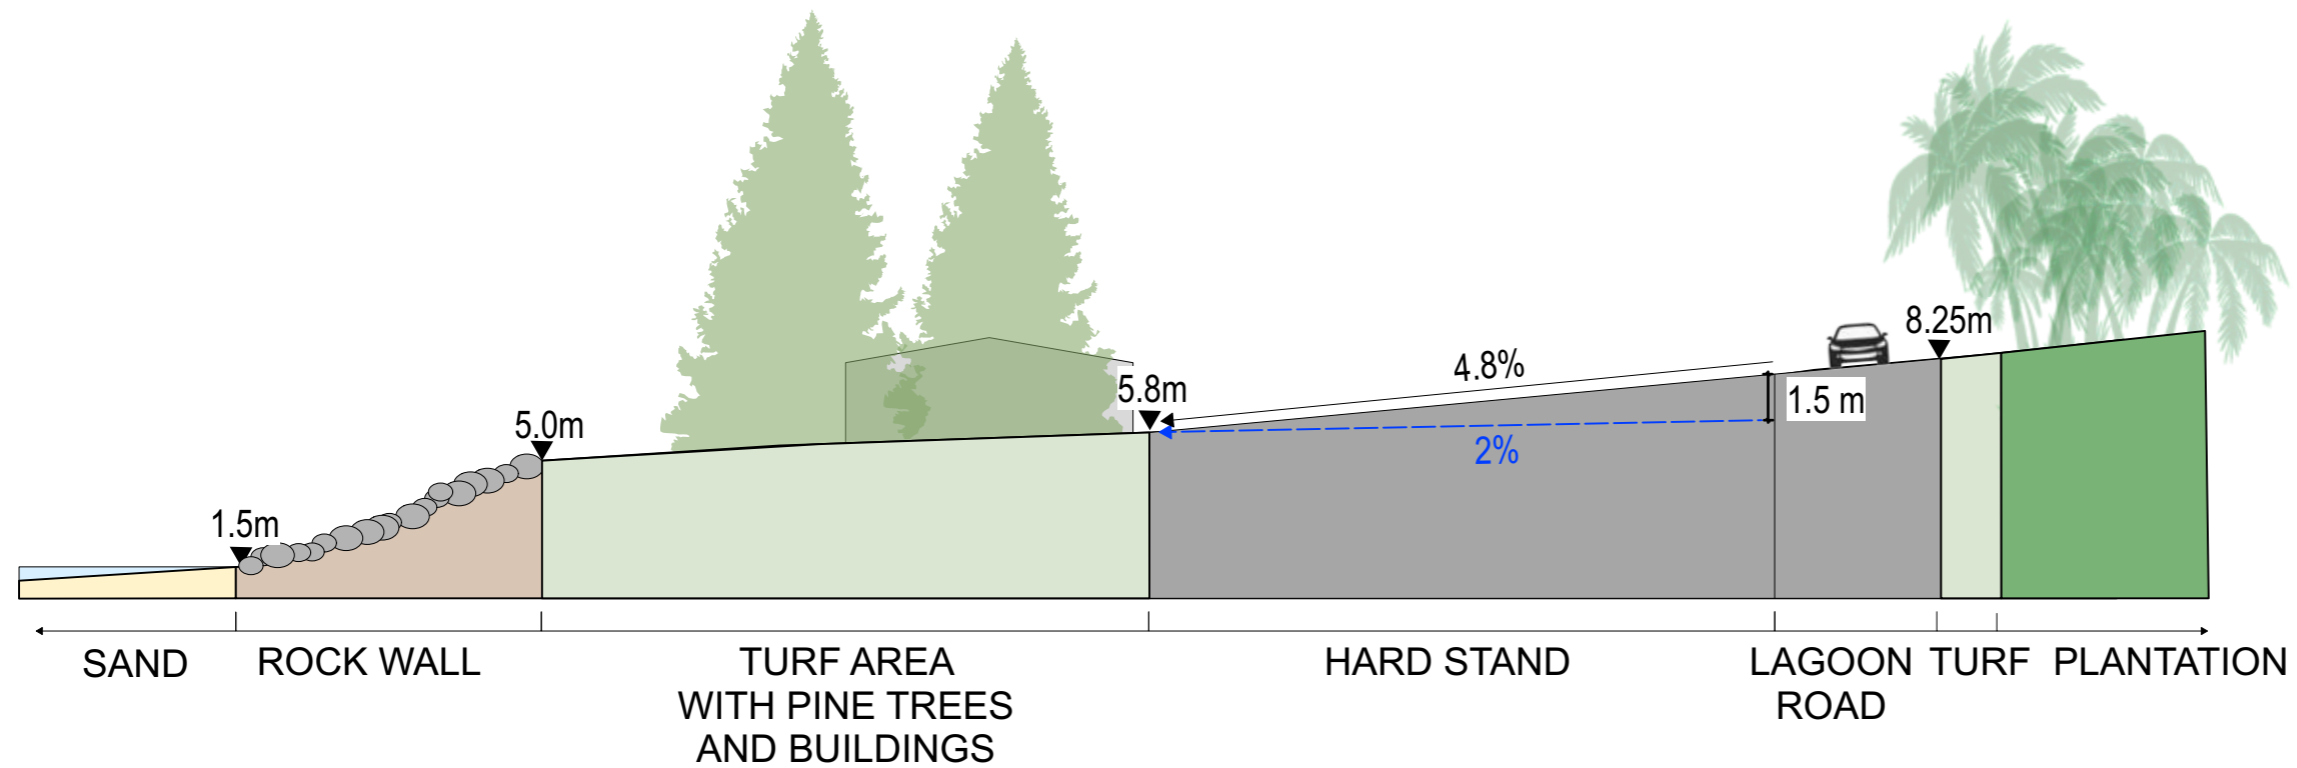 8.25m
4.8%
5.8m
1.5 m
5.0m
2%
1.5m
SAND
ROCK WALL
TURF AREA
WITH PINE TREES
AND BUILDINGS
HARD STAND
LAGOON
ROAD
TURF
PLANTATION